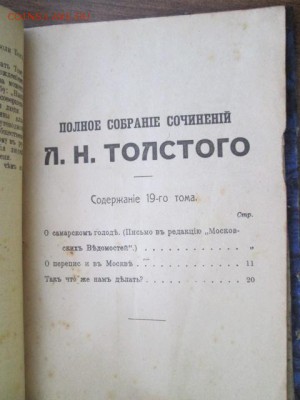 ПОЛНОЕ СОБРАНІЕ СОЧИНЕНІЙ
Л. Н. ТОЛСТОГО
Содержаніе 19-го тома.
Стр.
О самарскомъ голодѣ. (Письмо въ редакцію „Москов-
скихъ Вѣдомостей“.)
О переписи въ Москвѣ 11
Такъ что же намъ дѣлать? 20